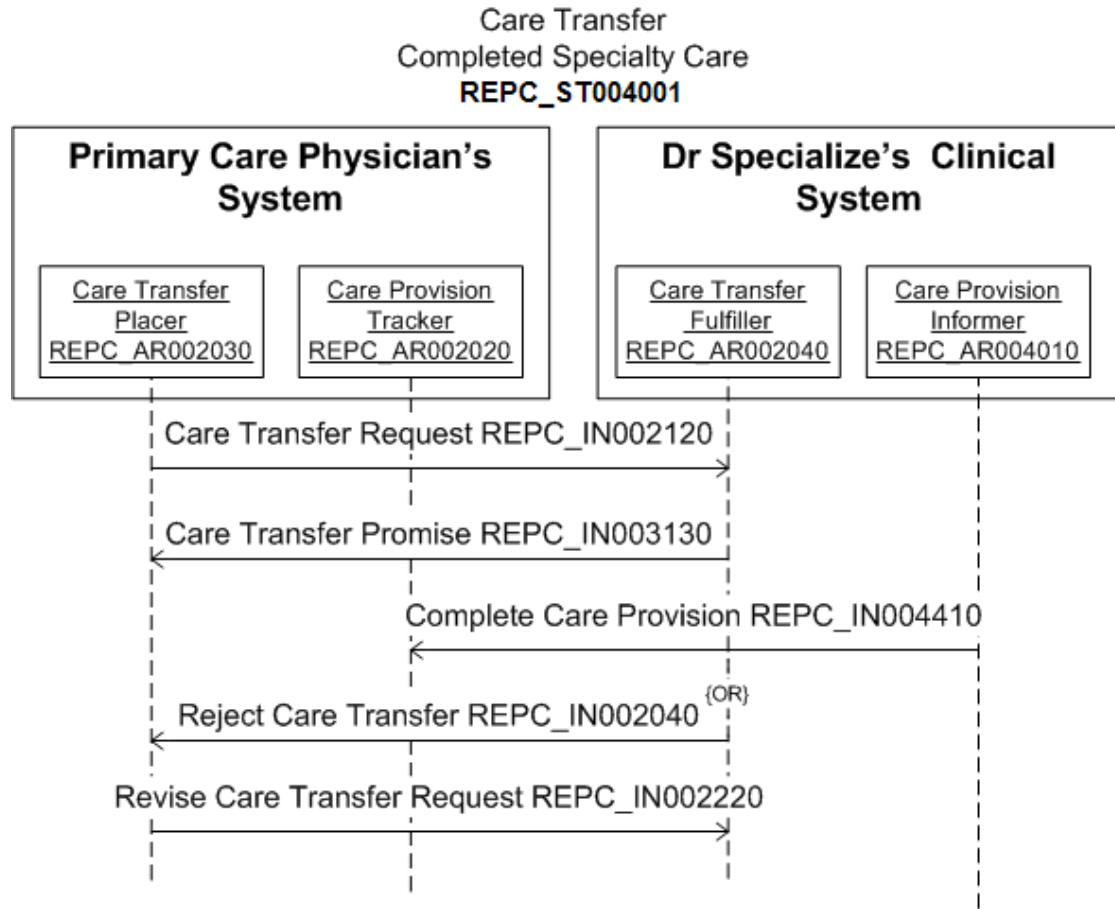 Care Transfer
Completed Specialty Care
REPC_ST004001
Primary Care Physician’s
System
Dr Specialize’s Clinical
System
Care Transfer
Placer
REPC_AR002030
Care Provision
Tracker
REPC_AR002020
Care Transfer
Fulfiller
REPC_AR002040
Care Provision
Informer
REPC_AR004010
Care Transfer Request REPC_IN002120
Care Transfer Promise REPC_IN003130
Complete Care Provision REPC_IN004410
{OR}
Reject Care Transfer REPC_IN002040
Revise Care Transfer Request REPC_IN002220